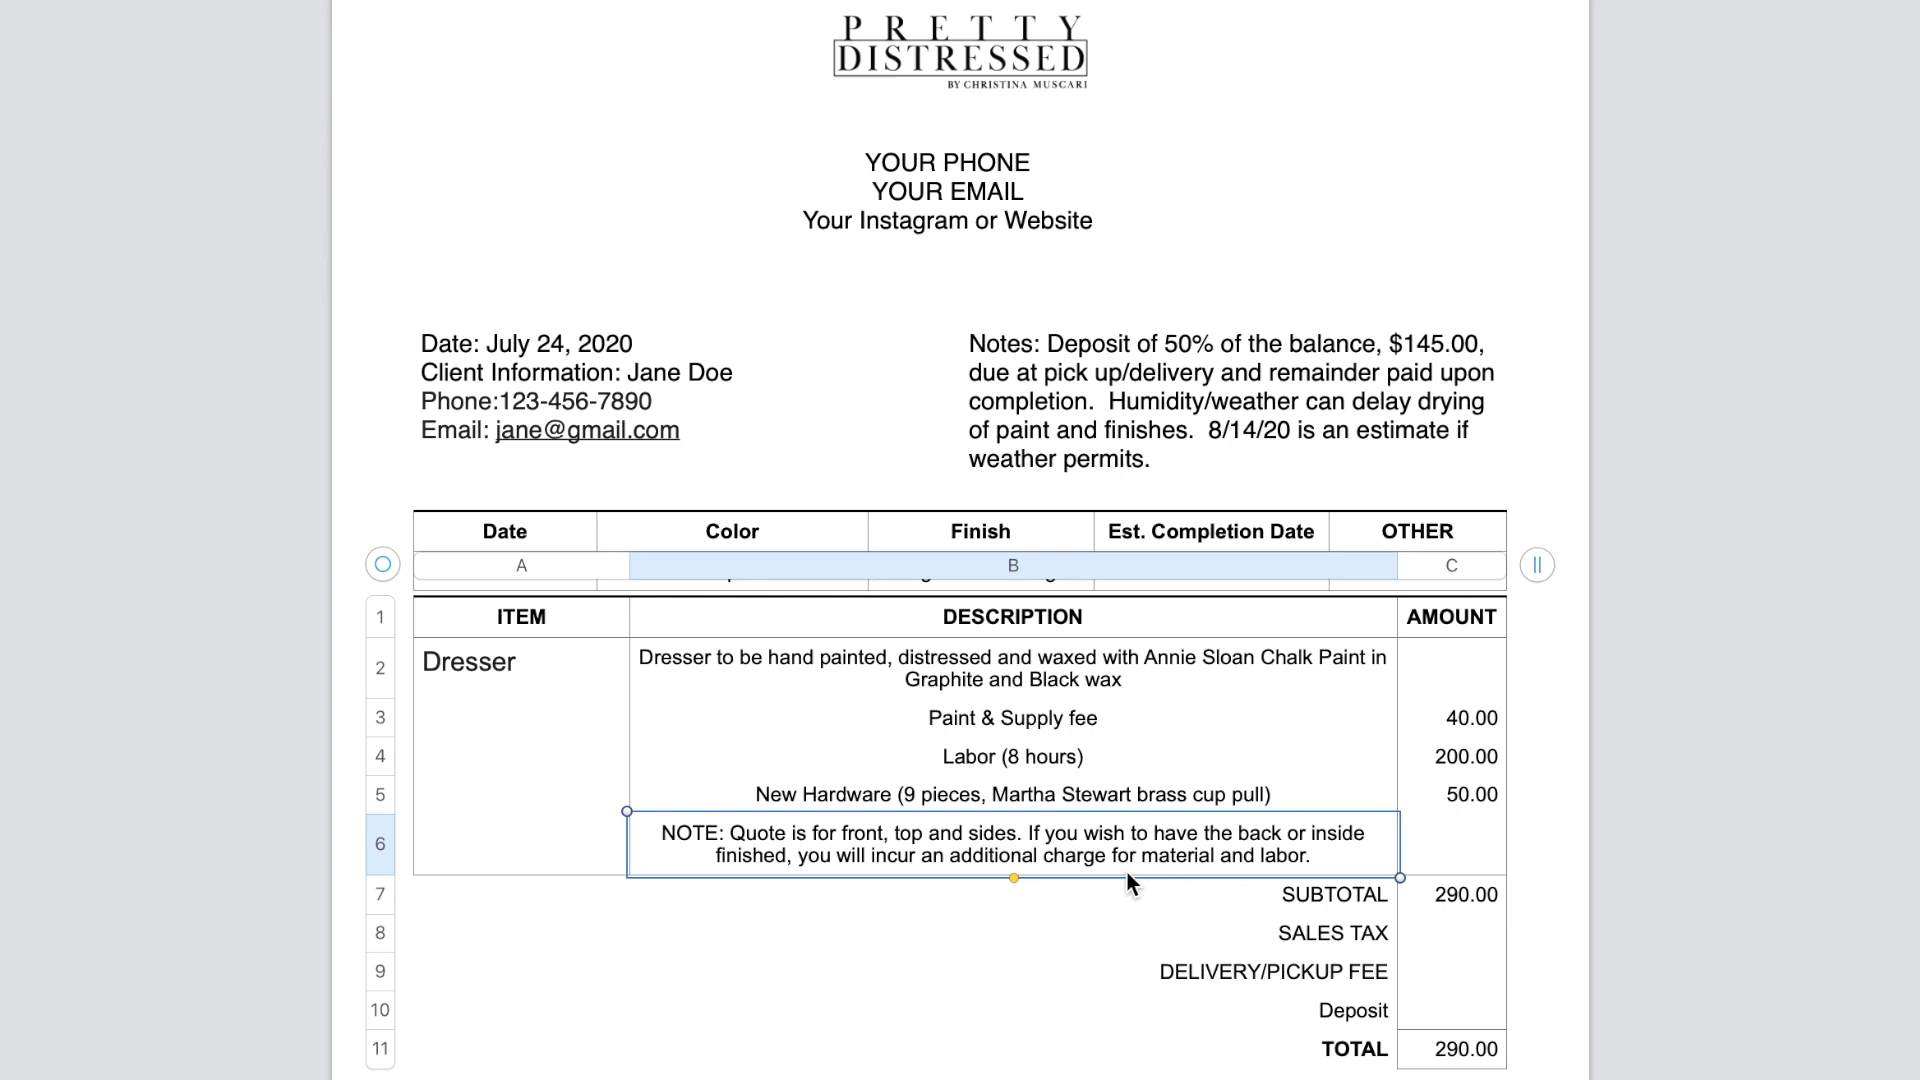 PRETTY
DISTRESSED
BY CHRISTINA MUSCARI
YOUR PHONE
YOUR EMAIL
Your Instagram or Website
Date: July 24, 2020
Client Information: Jane Doe
Phone:123-456-7890
Email: jane@gmail.com
Notes: Deposit of 50% of the balance, $145.00,
due at pick up/delivery and remainder paid upon
completion.  Humidity/weather can delay drying
of paint and finishes.  8/14/20 is an estimate if
weather permits.
Date Color Finish Est. Completion Date OTHER
A B C
1 ITEM DESCRIPTION AMOUNT
2 Dresser Dresser to be hand painted, distressed and waxed with Annie Sloan Chalk Paint in
Graphite and Black wax
3 Paint & Supply fee 40.00
4 Labor (8 hours) 200.00
5 New Hardware (9 pieces, Martha Stewart brass cup pull) 50.00
6 NOTE: Quote is for front, top and sides. If you wish to have the back or inside
finished, you will incur an additional charge for material and labor.
7 SUBTOTAL 290.00
8 SALES TAX
9 DELIVERY/PICKUP FEE
10 Deposit
11 TOTAL 290.00